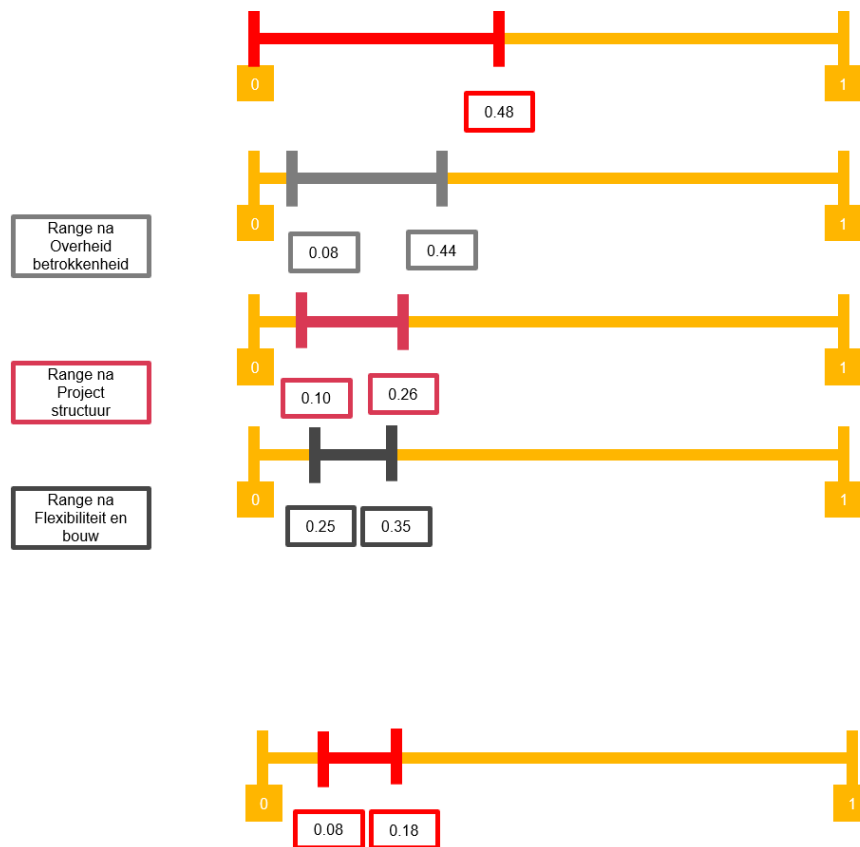 0
1
0.48
0
1
Range na
Overheid
betrokkenheid
0.08
0.44
0
1
Range na
Project
structuur
0.10
0.26
0
1
Range na
Flexibiliteit en
bouw
0.25
0.35
0
1
0.08
0.18